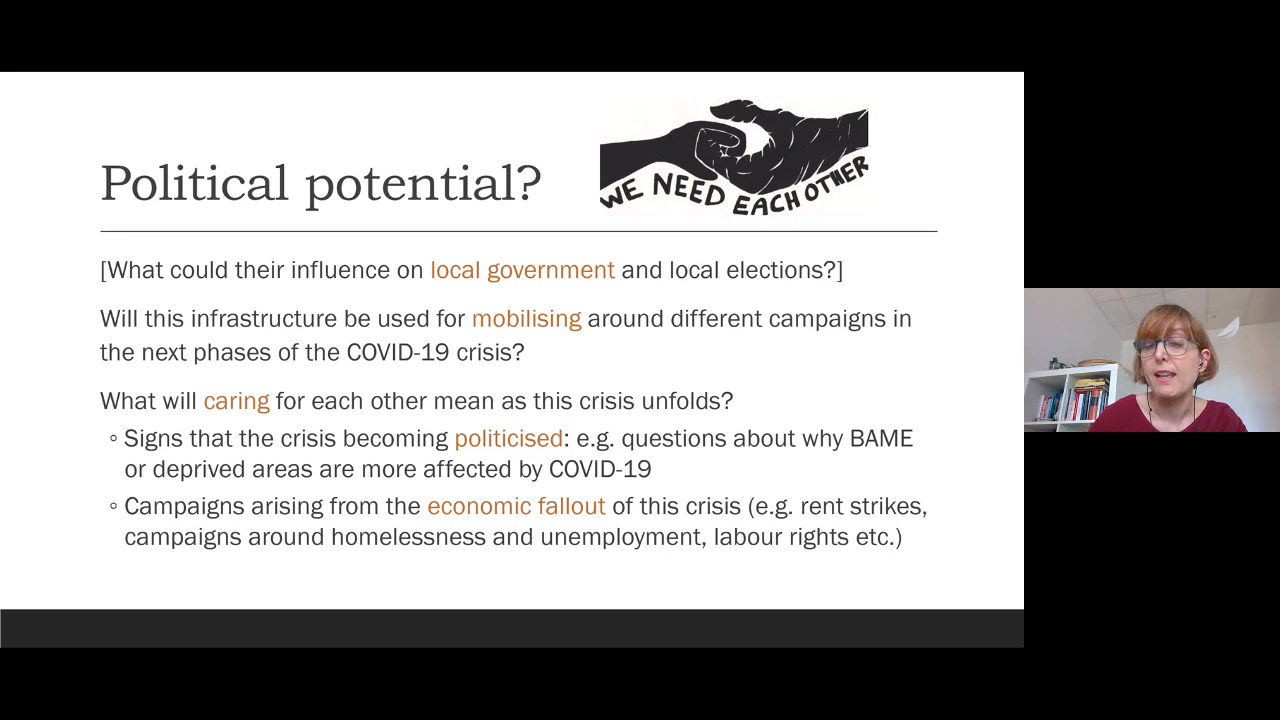 Political potential?
WE NEED EACH OTHER
[What could their influence on local government and local elections?]
Will this infrastructure be used for mobilising around different campaigns in
the next phases of the COVID-19 crisis?
What will caring for each other mean as this crisis unfolds?
◦ Signs that the crisis becoming politicised: e.g. questions about why BAME
or deprived areas are more affected by COVID-19
◦ Campaigns arising from the economic fallout of this crisis (e.g. rent strikes,
campaigns around homelessness and unemployment, labour rights etc.)